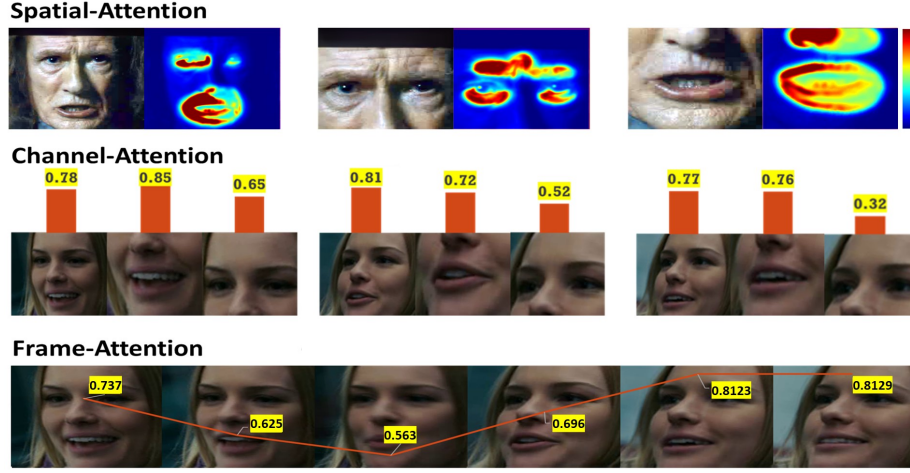 Spatial-Attention
Channel-Attention
0.78 0.85 0.65 0.81 0.72 0.52 0.77 0.76 0.32
Frame-Attention
0.737 0.625 0.563 0.696 0.8123 0.8129